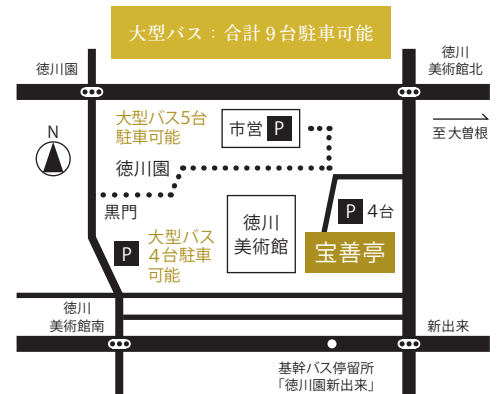 大型バス：合計９台駐車可能
徳川園
徳川
美術館北
N
大型バス5台
駐車可能
市営 P
至大曽根
徳川園
黒門
P
大型バス
４台駐車
可能
徳川
美術館
P 4台
宝善亭
徳川
美術館南
新出来
基幹バス停留所
「徳川園新出来」